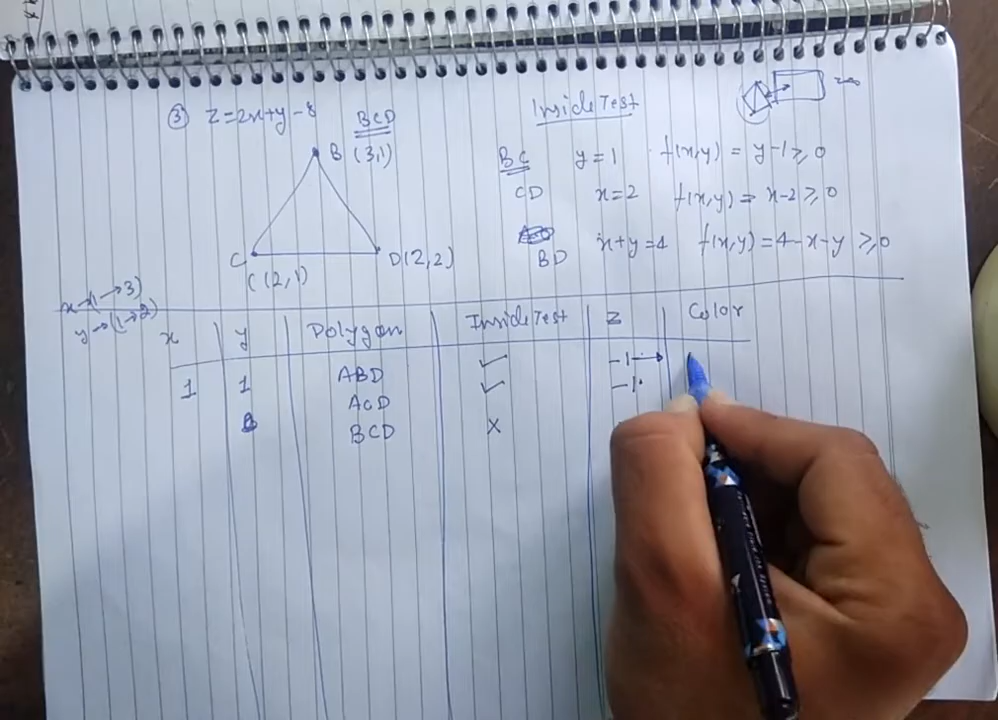 ③ Z=2x+y-8
BCD
B (3,1)
C
C(2,1)
D(2,2)
Inside Test
BC y=1 f(x,y) = y-1≥0
CD x=2 f(x,y) = x-2≥0
BD x+y=4 f(x,y)=4-x-y≥0
x→(1→3)
y→(1→2)
x y Polygon Inside Test Z Color
1 1 ABD ✓ -1
ACD ✓ -1
BCD X